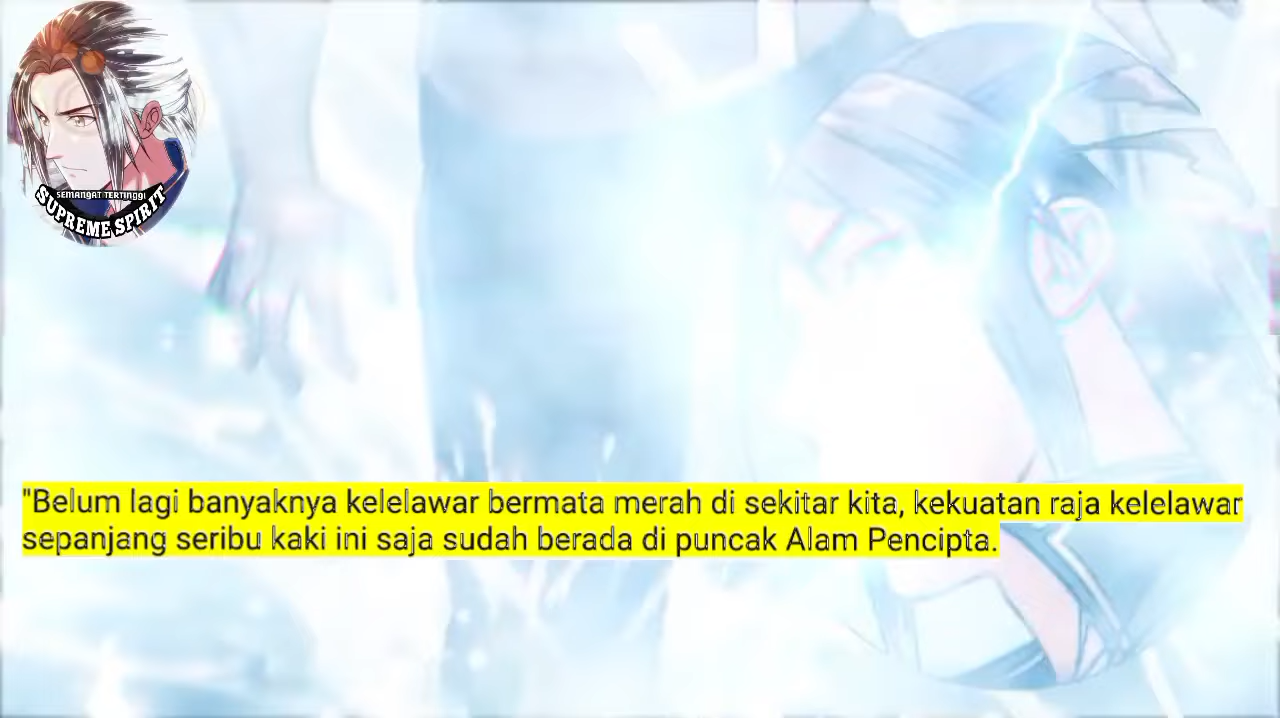 SEMANGAT TERTINGGI
SUPREME SPIRIT
"Belum lagi banyaknya kelelawar bermata merah di sekitar kita, kekuatan raja kelelawar
sepanjang seribu kaki ini saja sudah berada di puncak Alam Pencipta.